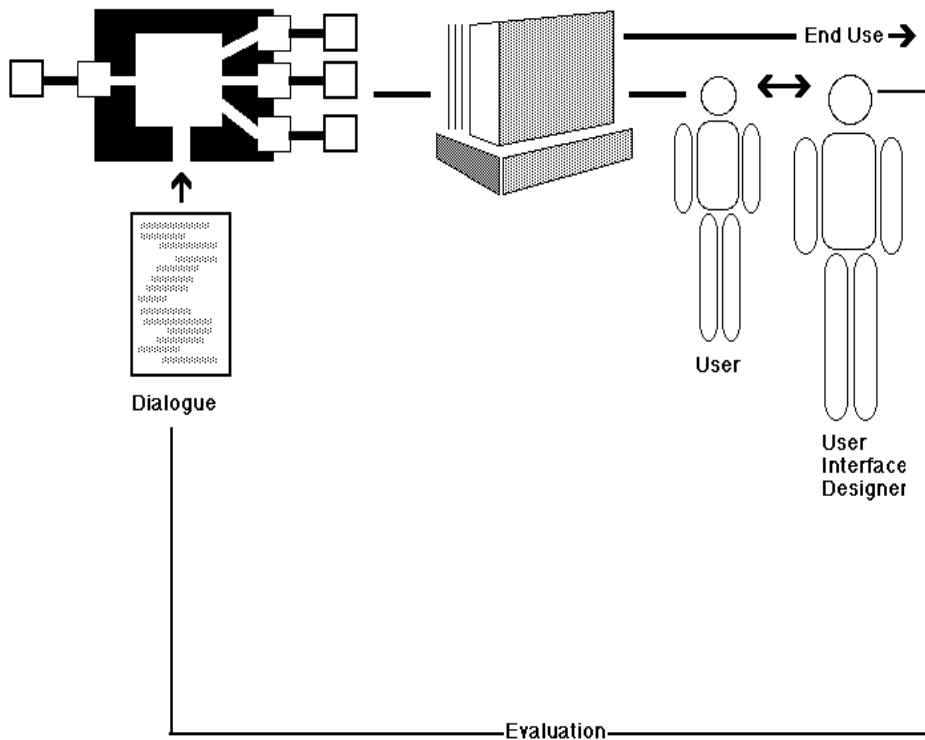 End Use
User
Dialogue
User
Interface
Designer
Evaluation